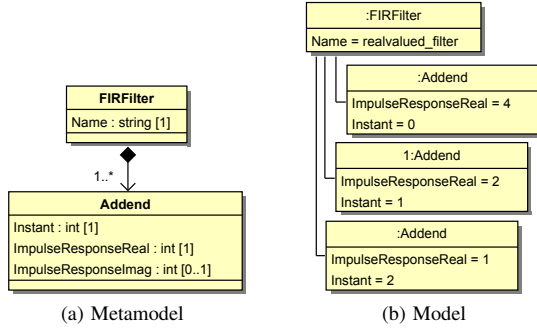 FIRFilter
Name : string [1]
1..*
Addend
Instant : int [1]
ImpulseResponseReal : int [1]
ImpulseResponseImag : int [0..1]
(a) Metamodel
:FIRFilter
Name = realvalued_filter
:Addend
ImpulseResponseReal = 4
Instant = 0
1:Addend
ImpulseResponseReal = 2
Instant = 1
:Addend
ImpulseResponseReal = 1
Instant = 2
(b) Model